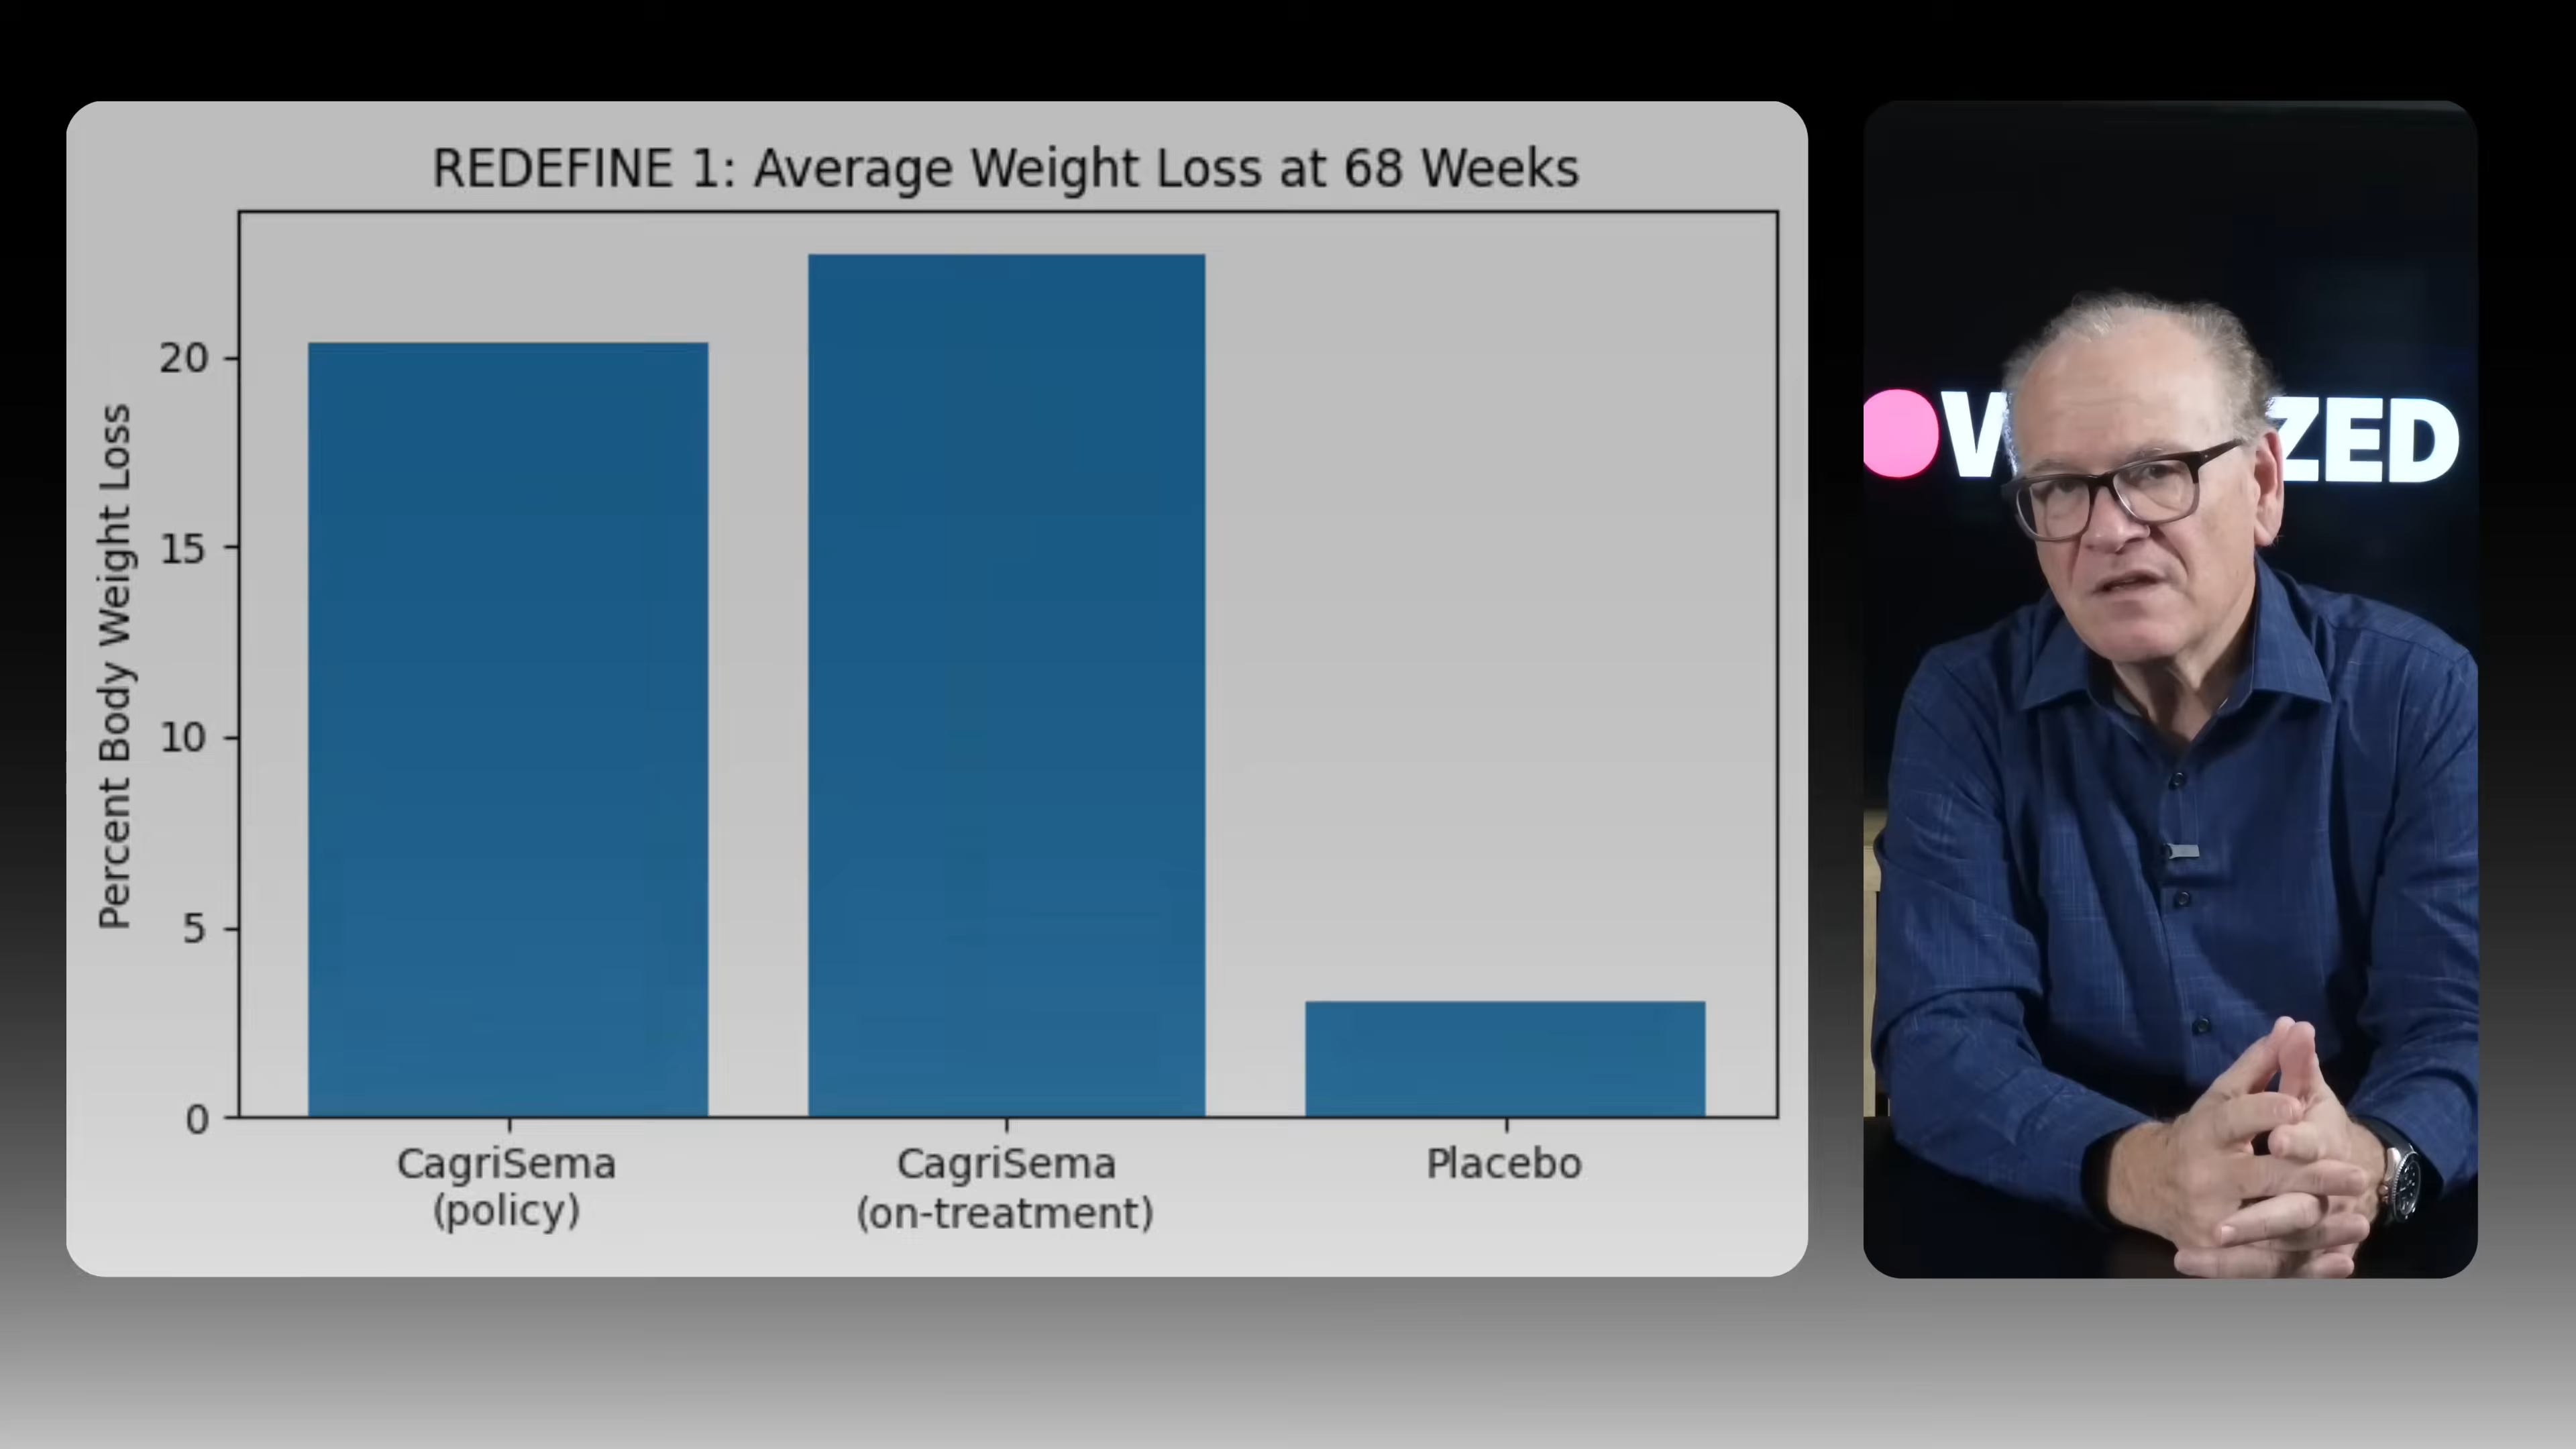 REDEFINE 1: Average Weight Loss at 68 Weeks
Percent Body Weight Loss
20
15
10
5
0
CagriSema
(policy)
CagriSema
(on-treatment)
Placebo